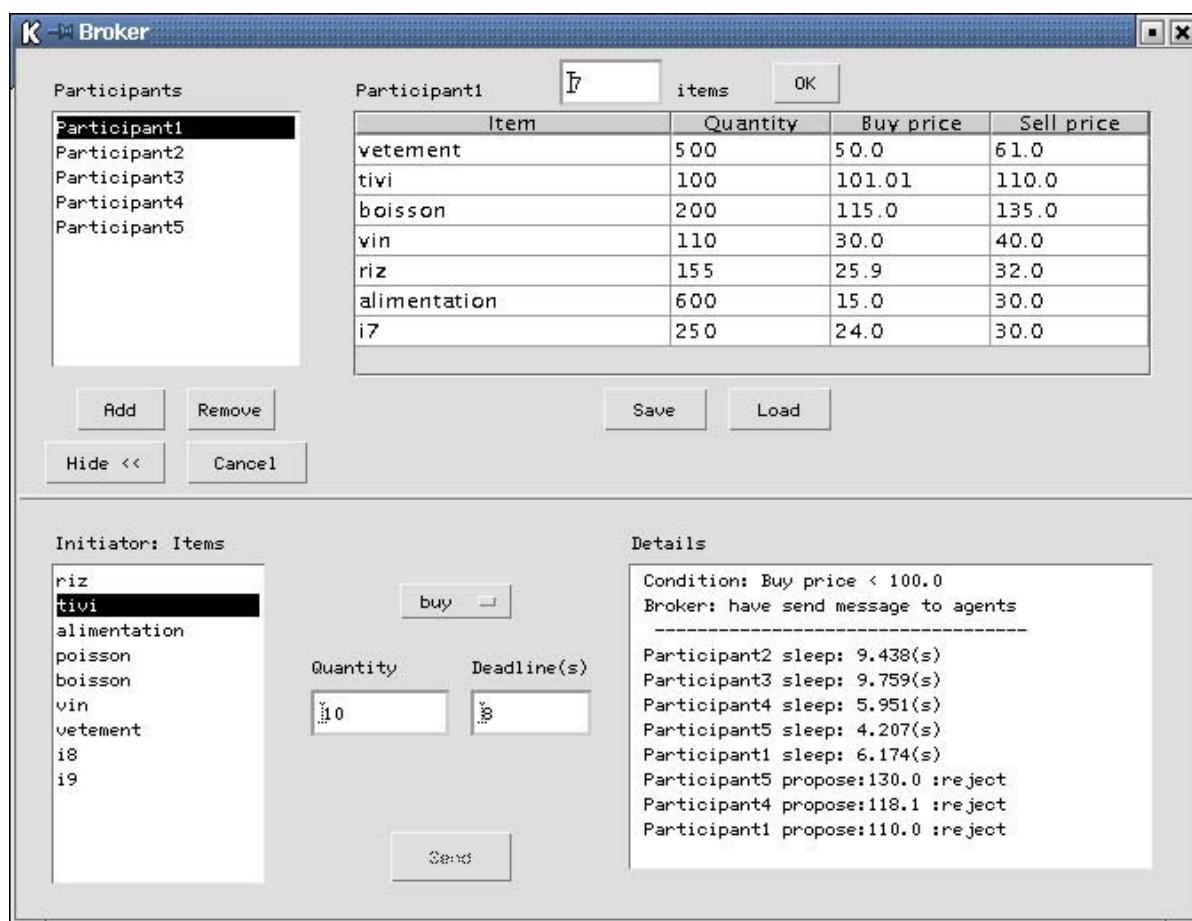 Broker
Participants
Participant1
Participant2
Participant3
Participant4
Participant5
Add Remove
Hide << Cancel
Participant1 7 items OK
Item Quantity Buy price Sell price
vetement 500 50.0 61.0
tivi 100 101.01 110.0
boisson 200 115.0 135.0
vin 110 30.0 40.0
riz 155 25.9 32.0
alimentation 600 15.0 30.0
i7 250 24.0 30.0
Save Load
Initiator: Items
riz
tivi
alimentation
poisson
boisson
vin
vetement
i8
i9
buy
Quantity Deadline(s)
10 8
Send
Details
Condition: Buy price < 100.0
Broker: have send message to agents
-----------------------------------
Participant2 sleep: 9.438(s)
Participant3 sleep: 9.759(s)
Participant4 sleep: 5.951(s)
Participant5 sleep: 4.207(s)
Participant1 sleep: 6.174(s)
Participant5 propose:130.0 :reject
Participant4 propose:118.1 :reject
Participant1 propose:110.0 :reject